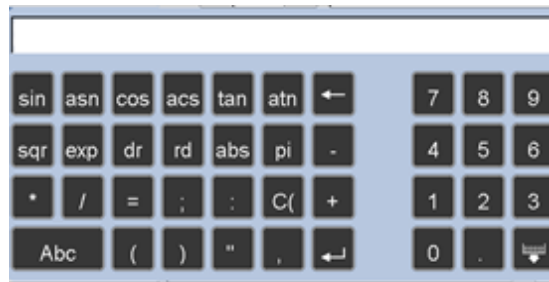 sin asn cos acs tan atn ← 7 8 9
sqr exp dr rd abs pi - 4 5 6
* / = ; : C( + 1 2 3
Abc ( ) " , ↵ 0 .